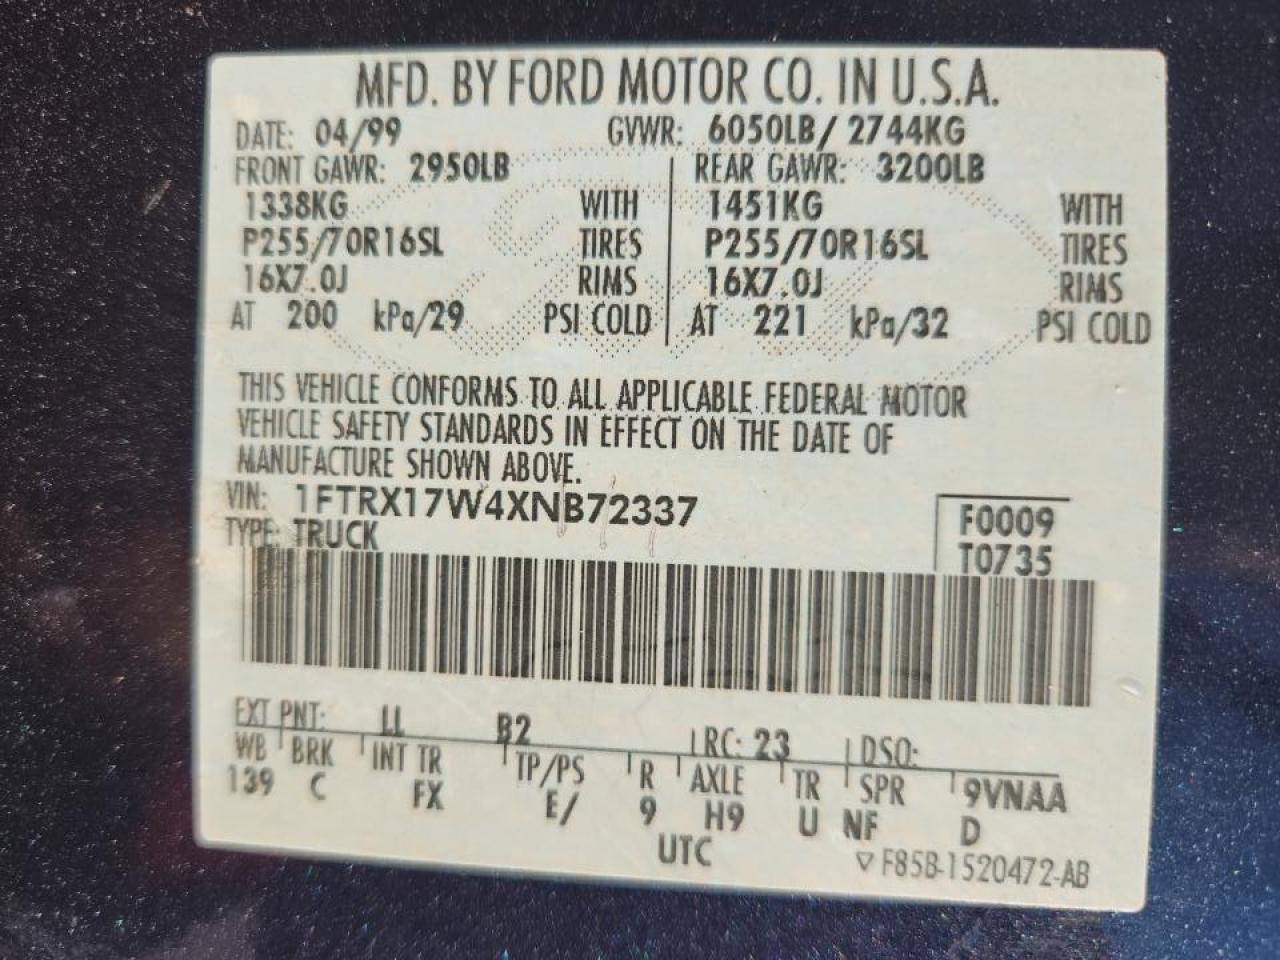 MFD. BY FORD MOTOR CO. IN U.S.A.
DATE: 04/99 GVWR: 6050LB/ 2744KG
FRONT GAWR: 2950LB REAR GAWR: 3200LB
1338KG WITH 1451KG WITH
P255/70R16SL TIRES P255/70R16SL TIRES
16X7.0J RIMS 16X7.0J RIMS
AT 200 kPa/29 PSI COLD AT 221 kPa/32 PSI COLD
THIS VEHICLE CONFORMS TO ALL APPLICABLE FEDERAL MOTOR
VEHICLE SAFETY STANDARDS IN EFFECT ON THE DATE OF
MANUFACTURE SHOWN ABOVE.
VIN: 1FTRX17W4XNB72337
TYPE: TRUCK
F0009
T0735
EXT PNT: LL B2 RC: 23 DSO:
WB BRK INT TR TP/PS R AXLE TR SPR 9VNAA
139 C FX E/ 9 H9 U NF D
UTC
▽ F85B-1520472-AB